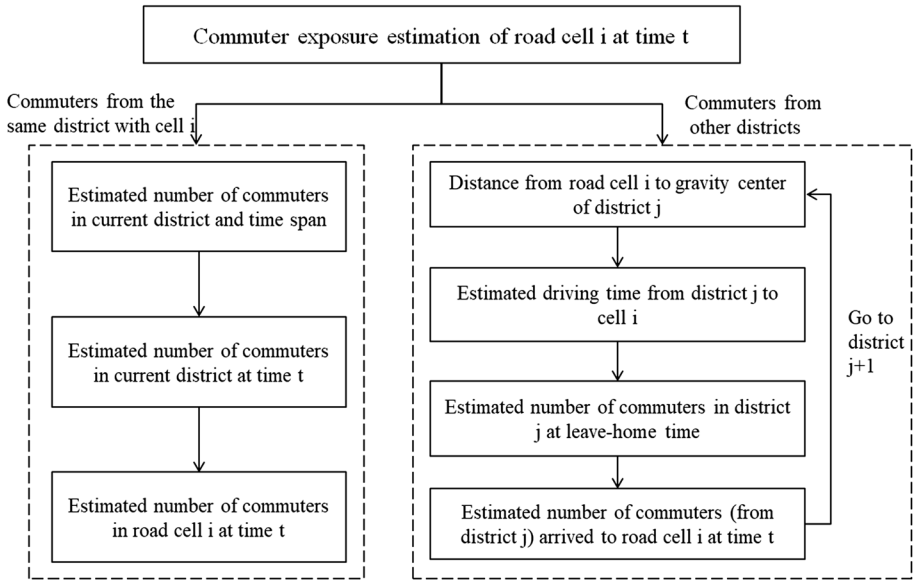 Commuter exposure estimation of road cell i at time t
Commuters from the
same district with cell i
Commuters from
other districts
Estimated number of commuters
in current district and time span
Estimated number of commuters
in current district at time t
Estimated number of commuters
in road cell i at time t
Distance from road cell i to gravity center
of district j
Estimated driving time from district j to
cell i
Estimated number of commuters in district
j at leave-home time
Estimated number of commuters (from
district j) arrived to road cell i at time t
Go to
district
j+1